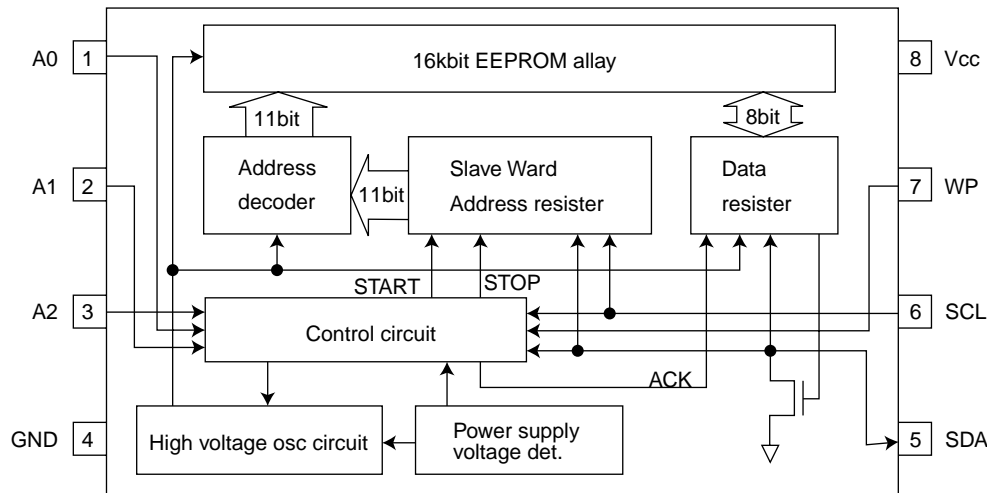 16kbit EEPROM allay
A0
1
8
Vcc
11bit
8bit
Address
decoder
11bit
Slave Ward
Address resister
Data
resister
A1
2
7
WP
START
STOP
A2
3
6
SCL
Control circuit
ACK
GND
4
High voltage osc circuit
Power supply
voltage det.
5
SDA